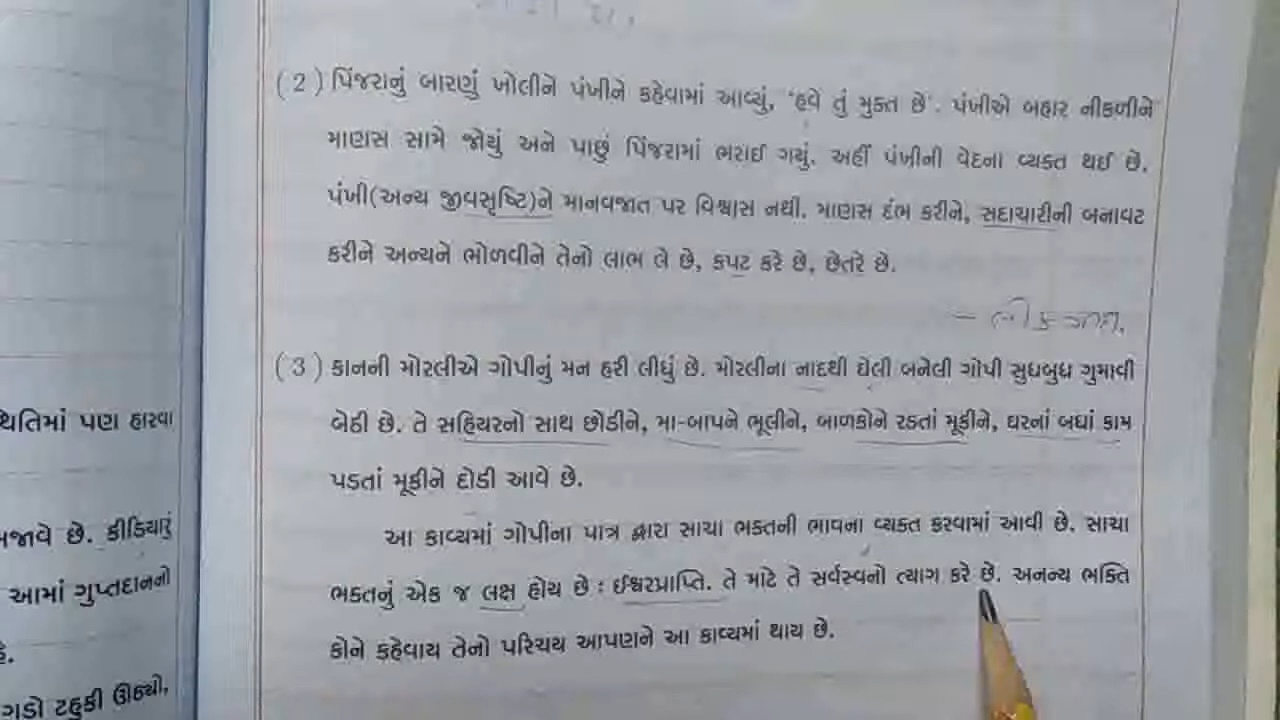 (2) પિંજરાનું બારણું ખોલીને પંખીને કહેવામાં આવ્યું, 'હવે તું મુક્ત છે'. પંખીએ બહાર નીકળીને
માણસ સામે જોયું અને પાછું પિંજરામાં ભરાઈ ગયું. અહીં પંખીની વેદના વ્યક્ત થઈ છે.
પંખી(અન્ય જીવસૃષ્ટિ)ને માનવજાત પર વિશ્વાસ નથી. માણસ દંભ કરીને, સદાચારીની બનાવટ
કરીને અન્યને ભોળવીને તેનો લાભ લે છે, કપટ કરે છે, છેતરે છે.
(3) કાનની મોરલીએ ગોપીનું મન હરી લીધું છે. મોરલીના નાદથી ઘેલી બનેલી ગોપી સુધબુધ ગુમાવી
બેઠી છે. તે સહિયરનો સાથ છોડીને, મા-બાપને ભૂલીને, બાળકોને રડતાં મૂકીને, ઘરનાં બધાં કામ
પડતાં મૂકીને દોડી આવે છે.
આ કાવ્યમાં ગોપીના પાત્ર દ્વારા સાચા ભક્તની ભાવના વ્યક્ત કરવામાં આવી છે. સાચા
ભક્તનું એક જ લક્ષ હોય છે : ઈશ્વરપ્રાપ્તિ. તે માટે તે સર્વસ્વનો ત્યાગ કરે છે. અનન્ય ભક્તિ
કોને કહેવાય તેનો પરિચય આપણને આ કાવ્યમાં થાય છે.
થિતિમાં પણ હારવા
જાવે છે. કીડિયારું
આમાં ગુપ્તદાનનો
ગડો ટહુકી ઊઠ્યો,